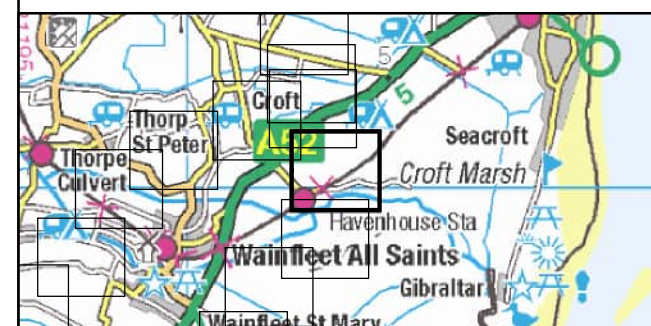 5
Croft
5
A52
Thorp
St Peter
Seacroft
Thorpe
Culvert
Croft Marsh
Havenhouse Sta
Wainfleet All Saints
Gibraltar
Wainfleet St Mary